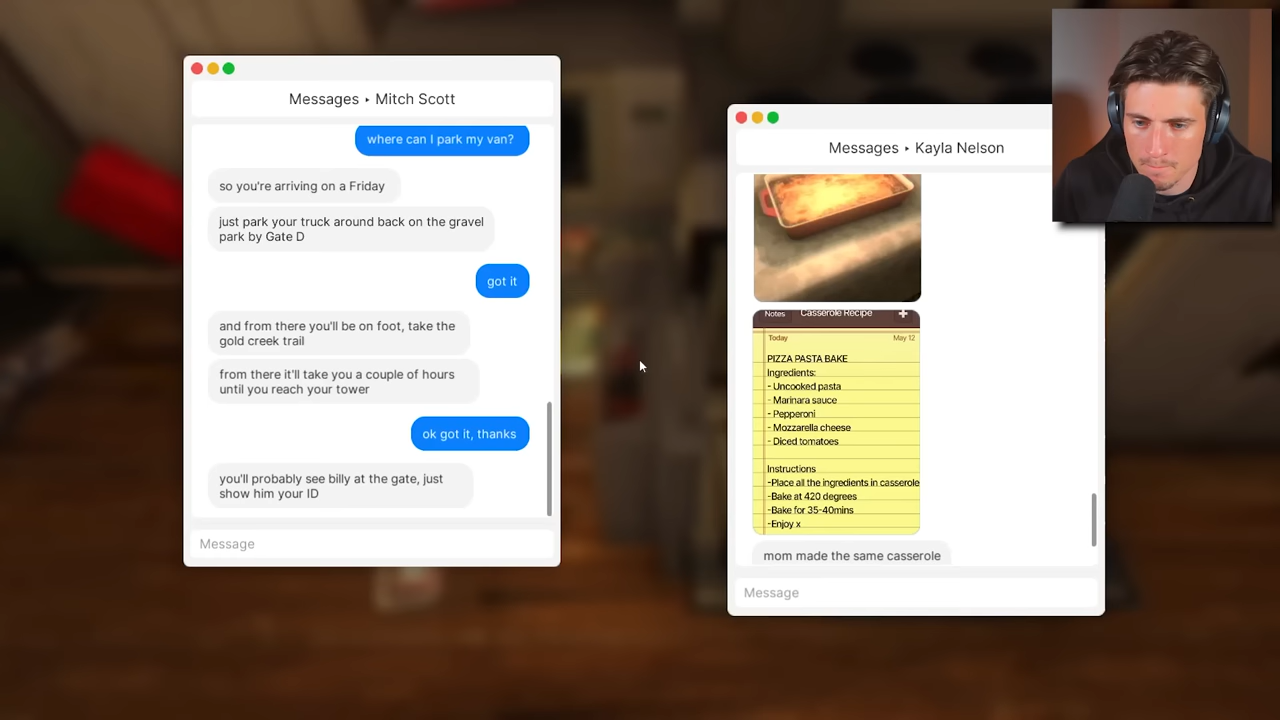 Messages ‣ Mitch Scott
where can I park my van?
so you're arriving on a Friday
just park your truck around back on the gravel
park by Gate D
got it
and from there you'll be on foot, take the
gold creek trail
from there it'll take you a couple of hours
until you reach your tower
ok got it, thanks
you'll probably see billy at the gate, just
show him your ID
Message
Messages ‣ Kayla Nelson
Notes Casserole Recipe +
Today May 12
PIZZA PASTA BAKE
Ingredients:
- Uncooked pasta
- Marinara sauce
- Pepperoni
- Mozzarella cheese
- Diced tomatoes
Instructions
-Place all the ingredients in casserole
-Bake at 420 degrees
-Bake for 35-40mins
-Enjoy x
mom made the same casserole
Message